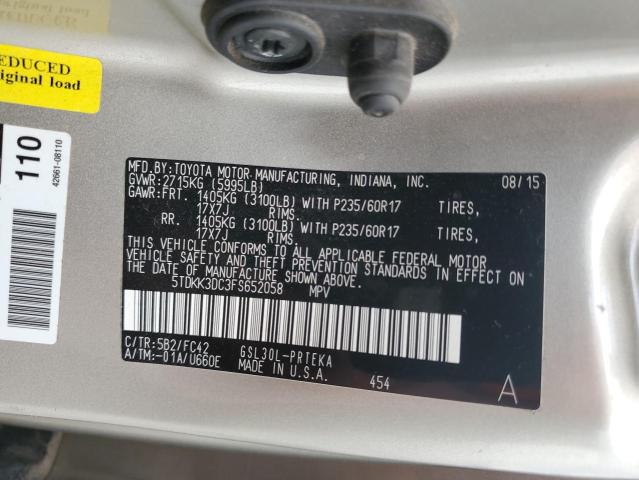 REDUCED
original load
110
42661-08110
MFD.BY:TOYOTA MOTOR MANUFACTURING, INDIANA, INC. 08/15
GVWR:2715KG (5995LB)
GAWR:FRT. 1405KG (3100LB) WITH P235/60R17 TIRES,
17X7J RIMS.
RR. 1405KG (3100LB) WITH P235/60R17 TIRES,
17X7J RIMS.
THIS VEHICLE CONFORMS TO ALL APPLICABLE FEDERAL MOTOR
VEHICLE SAFETY AND THEFT PREVENTION STANDARDS IN EFFECT ON
THE DATE OF MANUFACTURE SHOWN ABOVE.
5TDKK3DC3FS652058 MPV
C/TR:5B2/FC42 GSL30L-PRTEKA
A/TM:-01A/U660E MADE IN U.S.A.
454
A